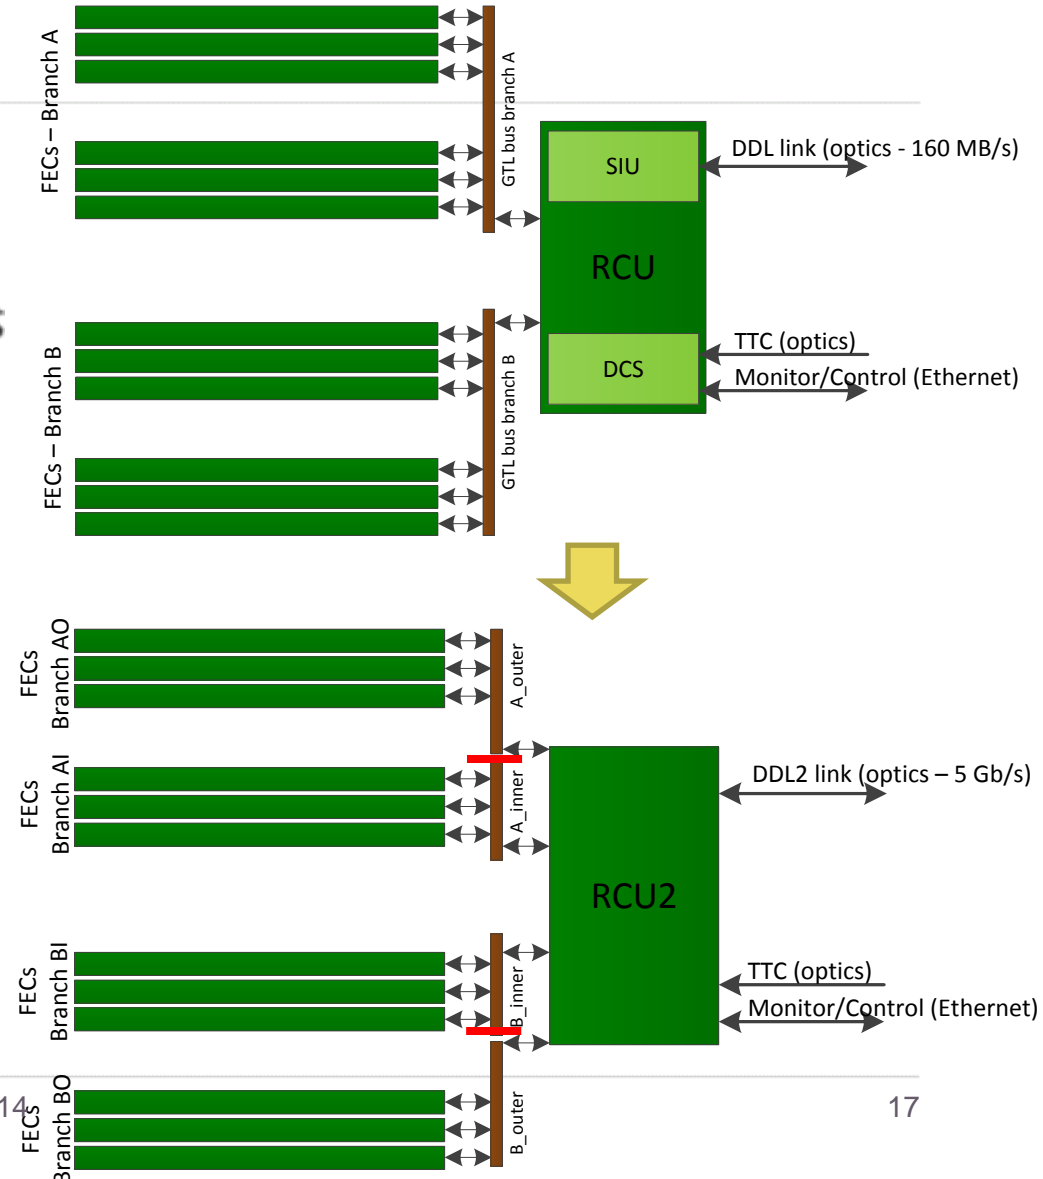 FECs – Branch A
GTL bus branch A
SIU
RCU
DDL link (optics - 160 MB/s)
FECs – Branch B
GTL bus branch B
DCS
TTC (optics)
Monitor/Control (Ethernet)
FECs
Branch AO
A_outer
FECs
Branch AI
A_inner
RCU2
DDL2 link (optics – 5 Gb/s)
FECs
Branch BI
B_inner
TTC (optics)
Monitor/Control (Ethernet)
FECs
Branch BO
B_outer
14
17